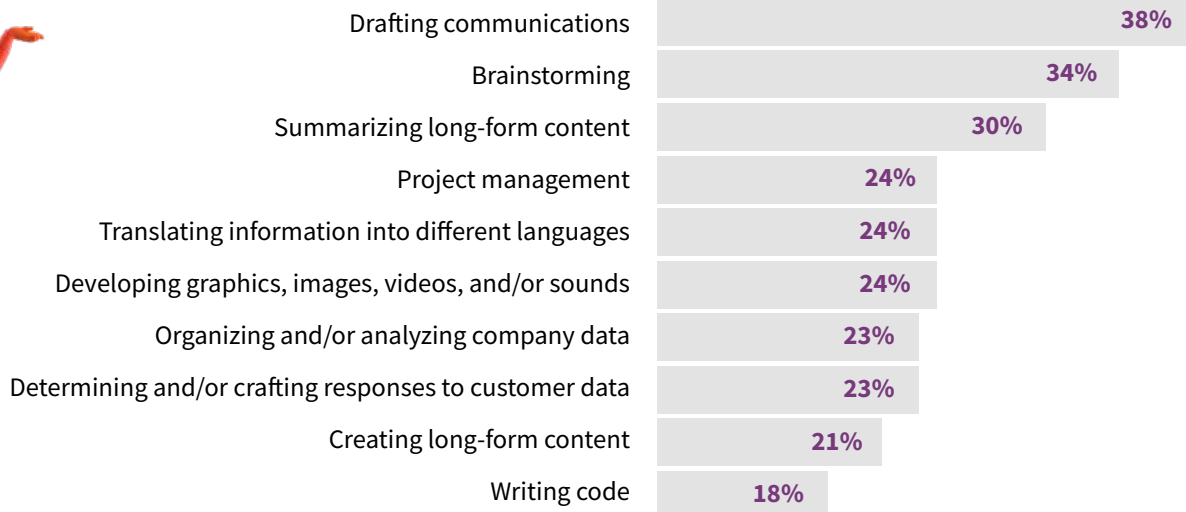 Drafting communications 38%
Brainstorming 34%
Summarizing long-form content 30%
Project management 24%
Translating information into different languages 24%
Developing graphics, images, videos, and/or sounds 24%
Organizing and/or analyzing company data 23%
Determining and/or crafting responses to customer data 23%
Creating long-form content 21%
Writing code 18%